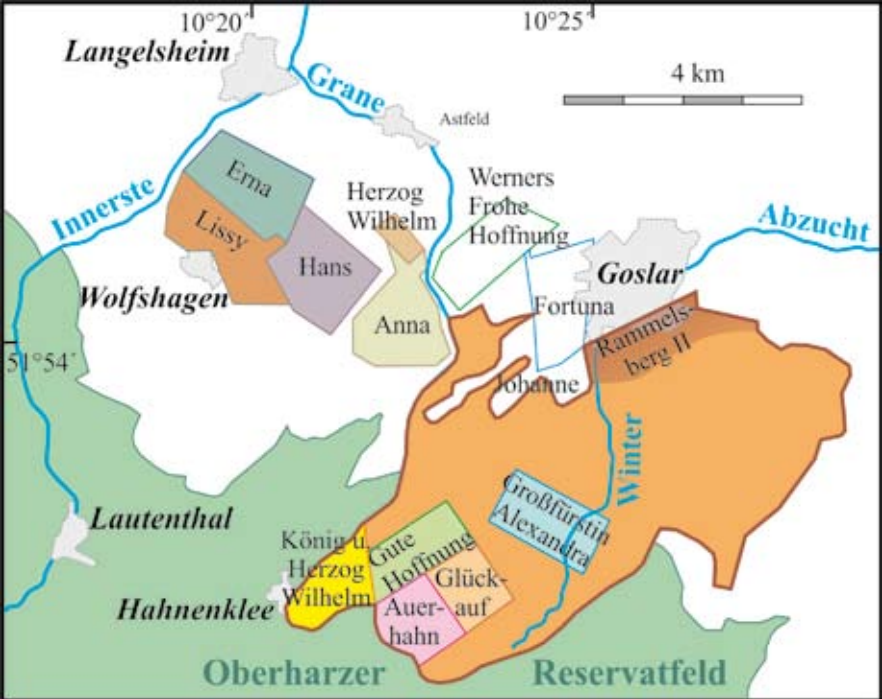 10°20´
10°25´
Langelsheim
Grane
4 km
Astfeld
Innerste
Erna
Herzog
Wilhelm
Werners
Frohe
Hoffnung
Abzucht
Lissy
Hans
Goslar
Wolfshagen
Anna
Fortuna
Rammels-
berg II
51°54´
Johanne
Winter
Großfürstin
Alexandra
Lautenthal
König u.
Herzog
Wilhelm
Gute
Hoffnung
Glück-
auf
Hahnenklee
Auer-
hahn
Oberharzer Reservatfeld